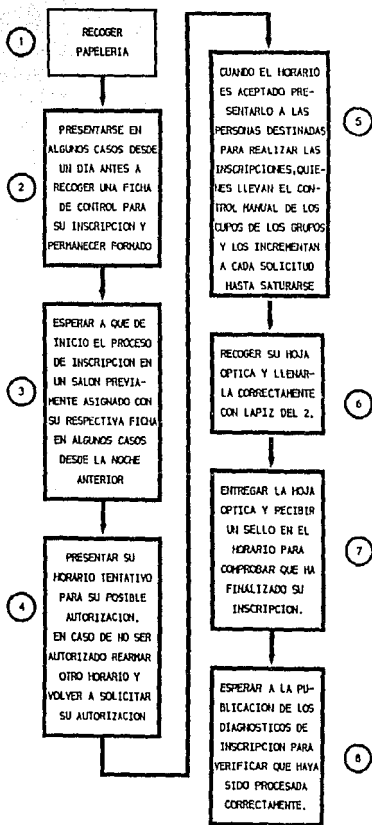 1
RECOGER
PAPELERIA
2
PRESENTARSE EN
ALGUNOS CASOS DESDE
UN DIA ANTES A
RECOGER UNA FICHA
DE CONTROL PARA
SU INSCRIPCION Y
PERMANECER FORMADO
3
ESPERAR A QUE DE
INICIO EL PROCESO
DE INSCRIPCION EN
UN SALON PREVIA-
MENTE ASIGNADO CON
SU RESPECTIVA FICHA
EN ALGUNOS CASOS
DESDE LA NOCHE
ANTERIOR
4
PRESENTAR SU
HORARIO TENTATIVO
PARA SU POSIBLE
AUTORIZACION,
EN CASO DE NO SER
AUTORIZADO REARMAR
OTRO HORARIO Y
VOLVER A SOLICITAR
SU AUTORIZACION
5
CUANDO EL HORARIO
ES ACEPTADO PRE-
SENTARLO A LAS
PERSONAS DESTINADAS
PARA REALIZAR LAS
INSCRIPCIONES,QUIE-
NES LLEVAN EL CON-
TROL MANUAL DE LOS
CUPOS DE LOS GRUPOS
Y LOS INCREMENTAN
A CADA SOLICITUD
HASTA SATURARSE
6
RECOGER SU HOJA
OPTICA Y LLENAR-
LA CORRECTAMENTE
CON LAPIZ DEL 2.
7
ENTREGAR LA HOJA
OPTICA Y RECIBIR
UN SELLO EN EL
HORARIO PARA
COMPROBAR QUE HA
FINALIZADO SU
INSCRIPCION.
8
ESPERAR A LA PU-
BLICACION DE LOS
DIAGNOSTICOS DE
INSCRIPCION PARA
VERIFICAR QUE HAYA
SIDO PROCESADA
CORRECTAMENTE.